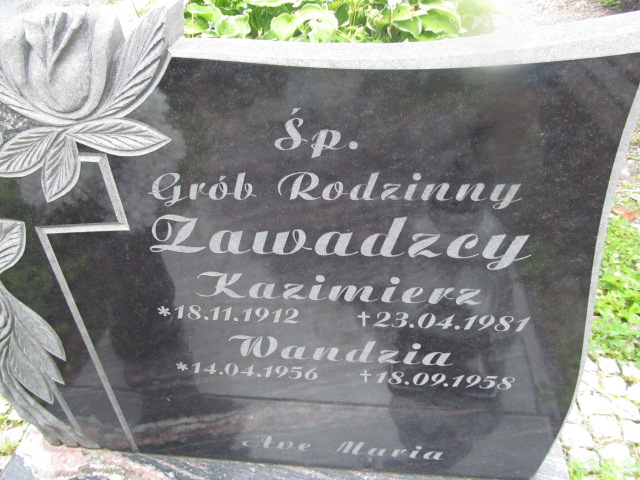 Śp.
Grób Rodzinny
Zawadzcy
Kazimierz
*18.11.1912 †23.04.1981
Wandzia
*14.04.1956 †18.09.1958
Ave Maria